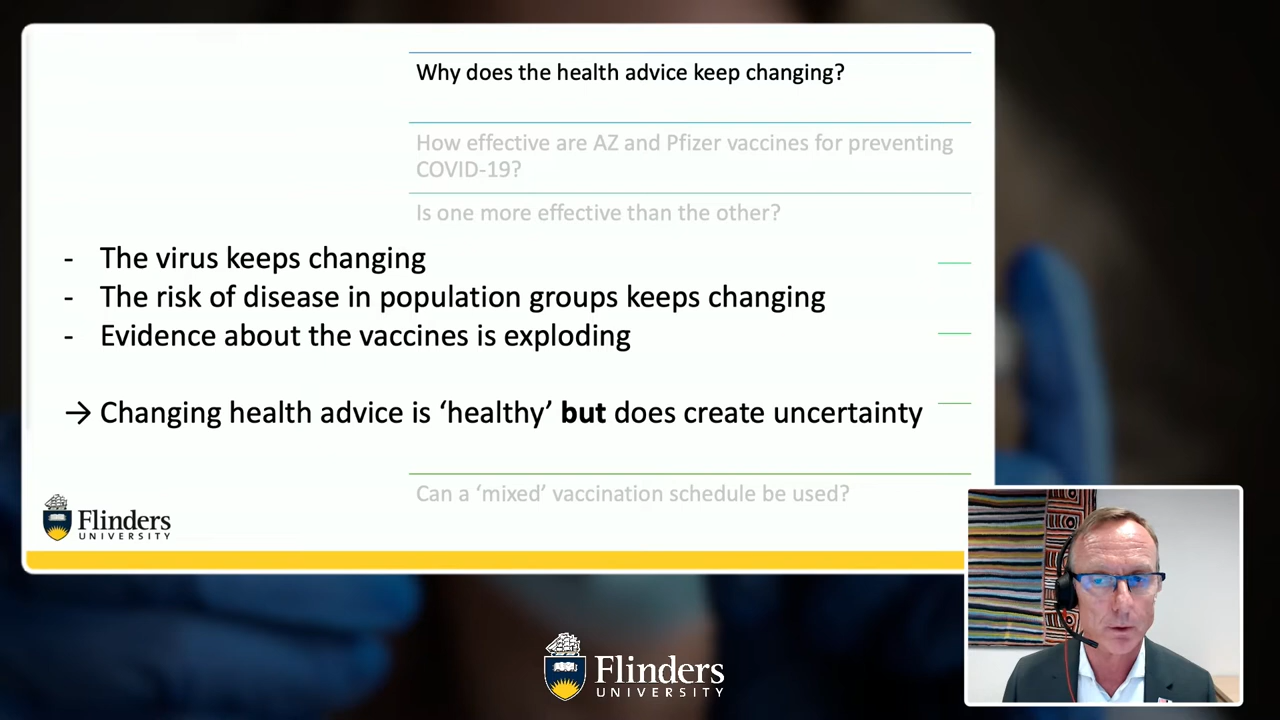 Why does the health advice keep changing?
How effective are AZ and Pfizer vaccines for preventing
COVID-19?
Is one more effective than the other?
- The virus keeps changing
- The risk of disease in population groups keeps changing
- Evidence about the vaccines is exploding
→ Changing health advice is ‘healthy’ but does create uncertainty
Can a ‘mixed’ vaccination schedule be used?
Flinders
UNIVERSITY
Flinders
UNIVERSITY